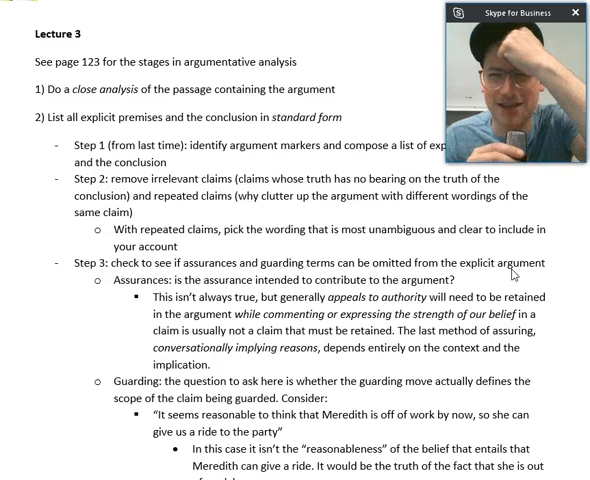 Skype for Business
Lecture 3
See page 123 for the stages in argumentative analysis
1) Do a close analysis of the passage containing the argument
2) List all explicit premises and the conclusion in standard form
- Step 1 (from last time): identify argument markers and compose a list of
and the conclusion
- Step 2: remove irrelevant claims (claims whose truth has no bearing on the truth of the
conclusion) and repeated claims (why clutter up the argument with different wordings of the
same claim)
o With repeated claims, pick the wording that is most unambiguous and clear to include in
your account
- Step 3: check to see if assurances and guarding terms can be omitted from the explicit argument
o Assurances: is the assurance intended to contribute to the argument?
▪ This isn't always true, but generally appeals to authority will need to be retained
in the argument while commenting or expressing the strength of our belief in a
claim is usually not a claim that must be retained. The last method of assuring,
conversationally implying reasons, depends entirely on the context and the
implication.
o Guarding: the question to ask here is whether the guarding move actually defines the
scope of the claim being guarded. Consider:
▪ "It seems reasonable to think that Meredith is off of work by now, so she can
give us a ride to the party"
• In this case it isn't the "reasonableness" of the belief that entails that
Meredith can give a ride. It would be the truth of the fact that she is out